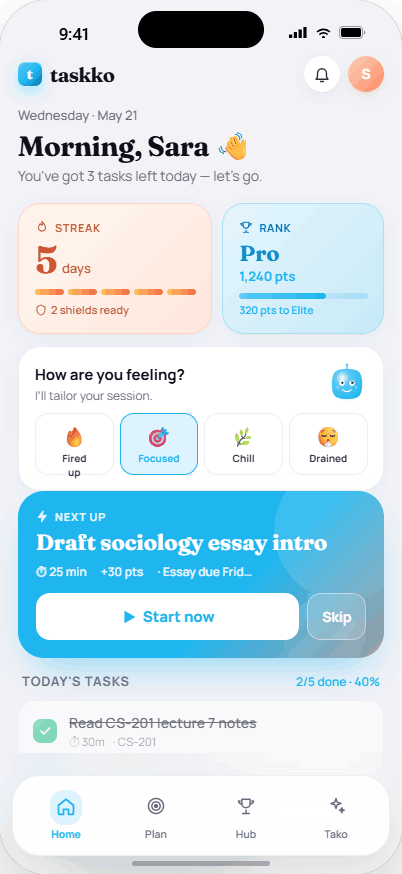 9:41
t taskko
S
Wednesday · May 21
Morning, Sara 👋
You've got 3 tasks left today — let's go.
STREAK
5 days
2 shields ready
RANK
Pro
1,240 pts
320 pts to Elite
How are you feeling?
I'll tailor your session.
Fired
up
Focused
Chill
Drained
NEXT UP
Draft sociology essay intro
25 min +30 pts · Essay due Frid...
Start now
Skip
TODAY'S TASKS
2/5 done · 40%
Read CS-201 lecture 7 notes
30m · CS-201
Home
Plan
Hub
Tako